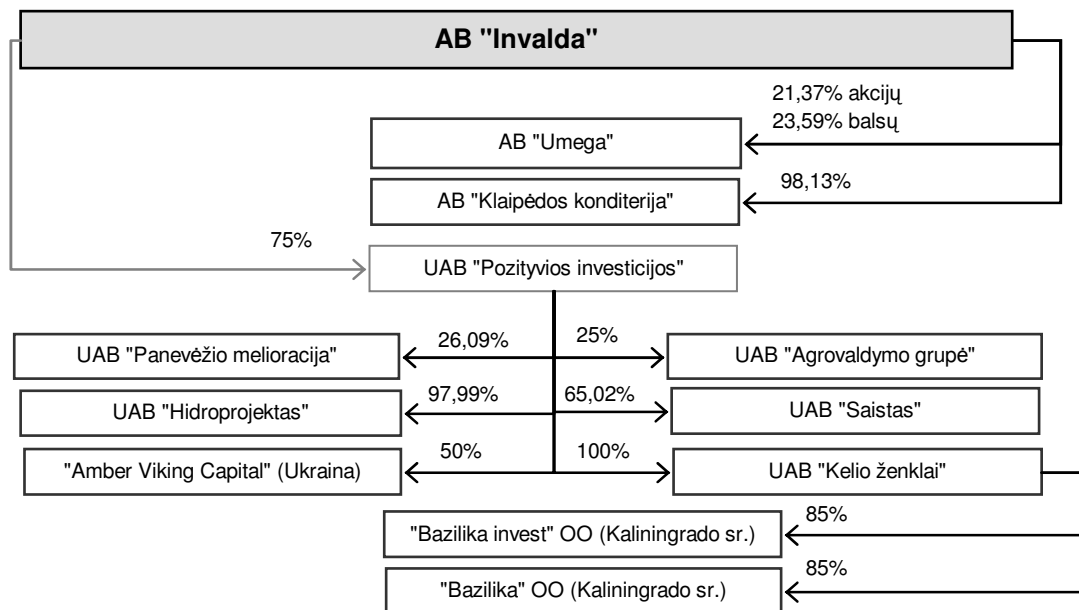 AB "Invalda"
21,37% akcijų
23,59% balsų
AB "Umega"
98,13%
AB "Klaipėdos konditerija"
75%
UAB "Pozityvios investicijos"
26,09%
25%
UAB "Panevėžio melioracija"
UAB "Agrovaldymo grupė"
97,99%
65,02%
UAB "Hidroprojektas"
UAB "Saistas"
50%
100%
"Amber Viking Capital" (Ukraina)
UAB "Kelio ženklai"
85%
"Bazilika invest" OO (Kaliningrado sr.)
85%
"Bazilika" OO (Kaliningrado sr.)